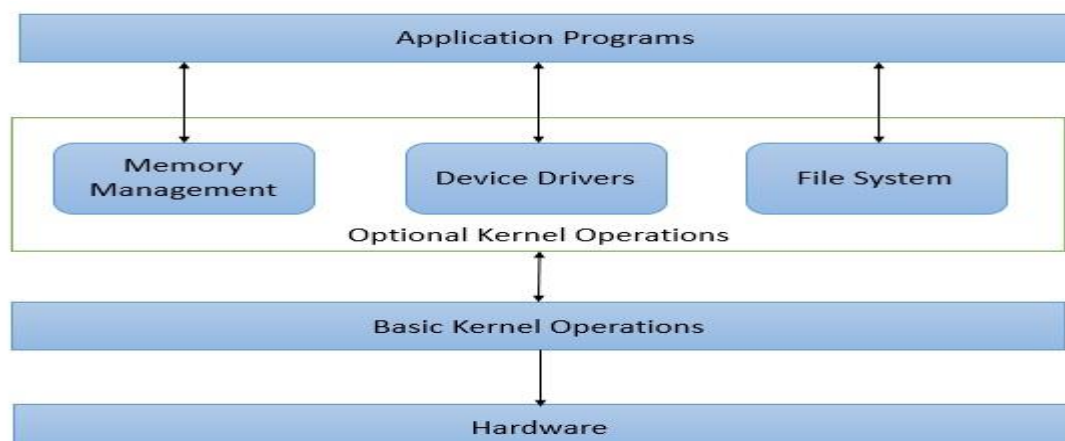 Application Programs
Memory
Management
Device Drivers
File System
Optional Kernel Operations
Basic Kernel Operations
Hardware